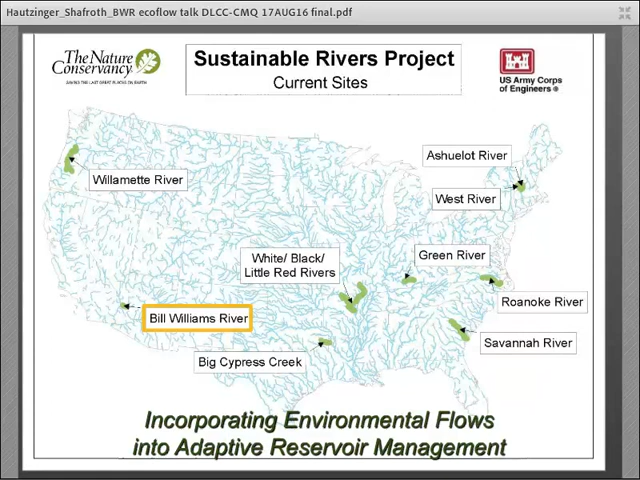 Hautzinger_Shafroth_BWR ecoflow talk DLCC-CMQ 17AUG16 final.pdf
The Nature
Conservancy
SAVING THE LAST GREAT PLACES ON EARTH
Sustainable Rivers Project
Current Sites
US Army Corps
of Engineers ®
Ashuelot River
Willamette River
West River
White/ Black/
Little Red Rivers
Green River
Roanoke River
Bill Williams River
Savannah River
Big Cypress Creek
Incorporating Environmental Flows
into Adaptive Reservoir Management